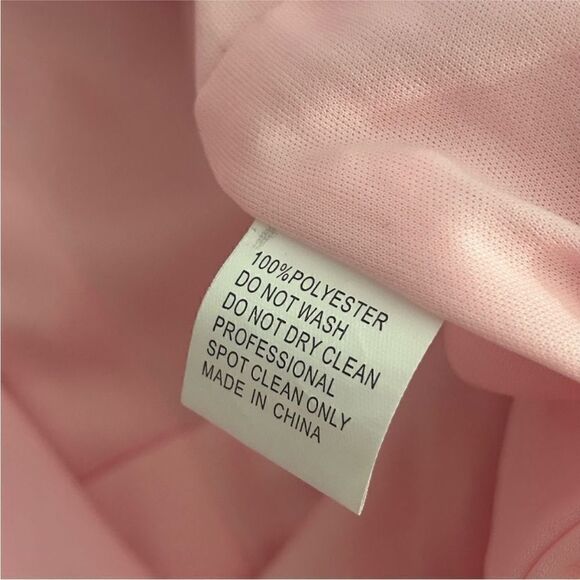 100%POLYESTER
DO NOT WASH
DO NOT DRY CLEAN
PROFESSIONAL
SPOT CLEAN ONLY
MADE IN CHINA